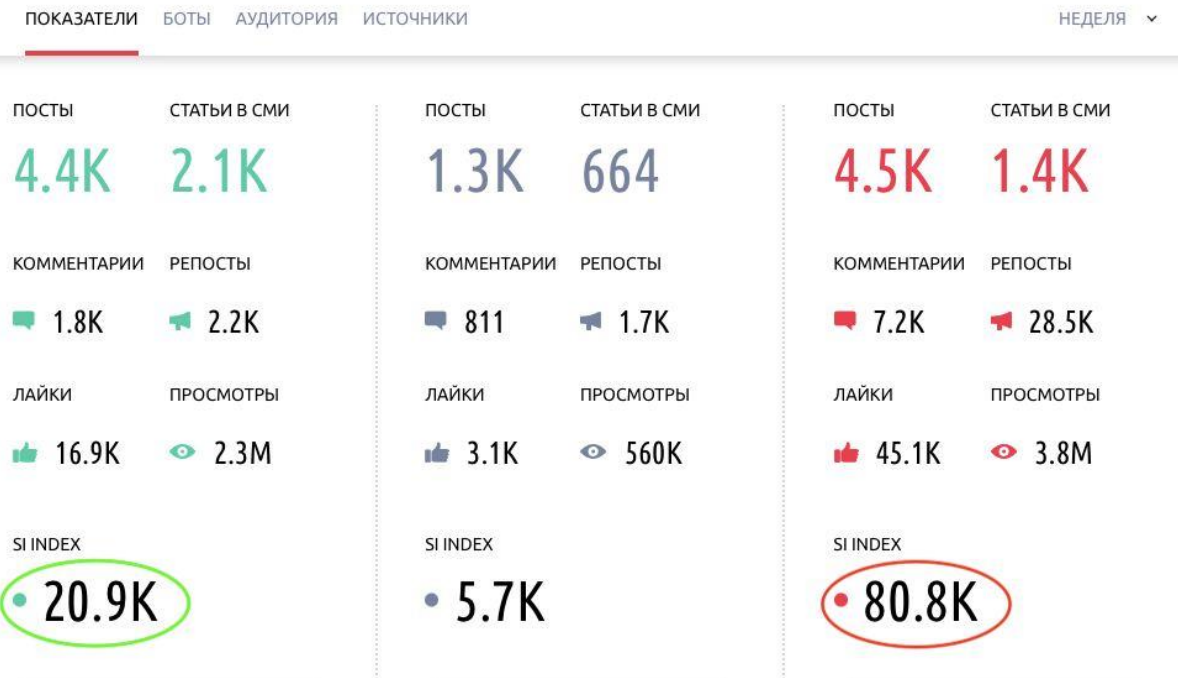 ПОКАЗАТЕЛИ БОТЫ АУДИТОРИЯ ИСТОЧНИКИ НЕДЕЛЯ
ПОСТЫ СТАТЬИ В СМИ ПОСТЫ СТАТЬИ В СМИ ПОСТЫ СТАТЬИ В СМИ
4.4K 2.1K 1.3K 664 4.5K 1.4K
КОММЕНТАРИИ РЕПОСТЫ КОММЕНТАРИИ РЕПОСТЫ КОММЕНТАРИИ РЕПОСТЫ
1.8K 2.2K 811 1.7K 7.2K 28.5K
ЛАЙКИ ПРОСМОТРЫ ЛАЙКИ ПРОСМОТРЫ ЛАЙКИ ПРОСМОТРЫ
16.9K 2.3M 3.1K 560K 45.1K 3.8M
SI INDEX SI INDEX SI INDEX
20.9K 5.7K 80.8K